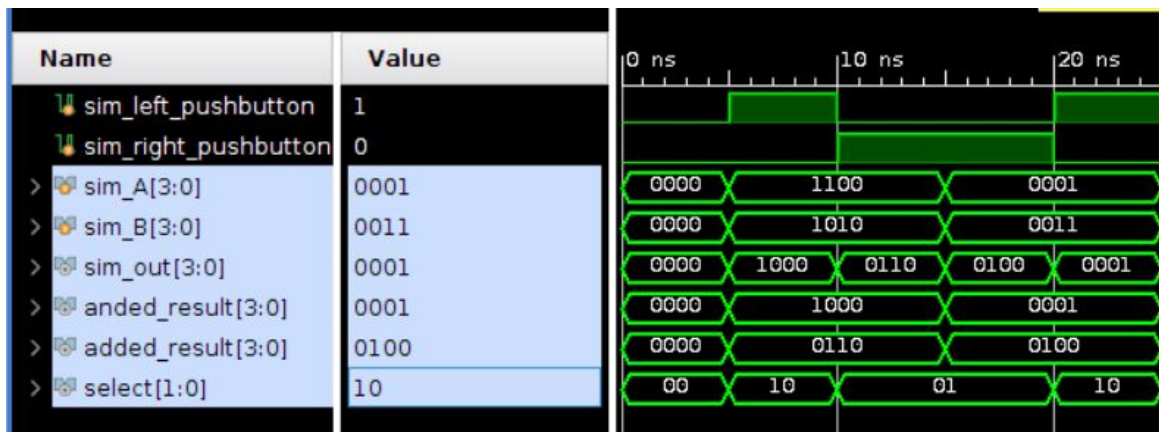 Name Value 0 ns 10 ns 20 ns
sim_left_pushbutton 1
sim_right_pushbutton 0
sim_A[3:0] 0001 0000 1100 0001
sim_B[3:0] 0011 0000 1010 0011
sim_out[3:0] 0001 0000 1000 0110 0100 0001
anded_result[3:0] 0001 0000 1000 0001
added_result[3:0] 0100 0000 0110 0100
select[1:0] 10 00 10 01 10